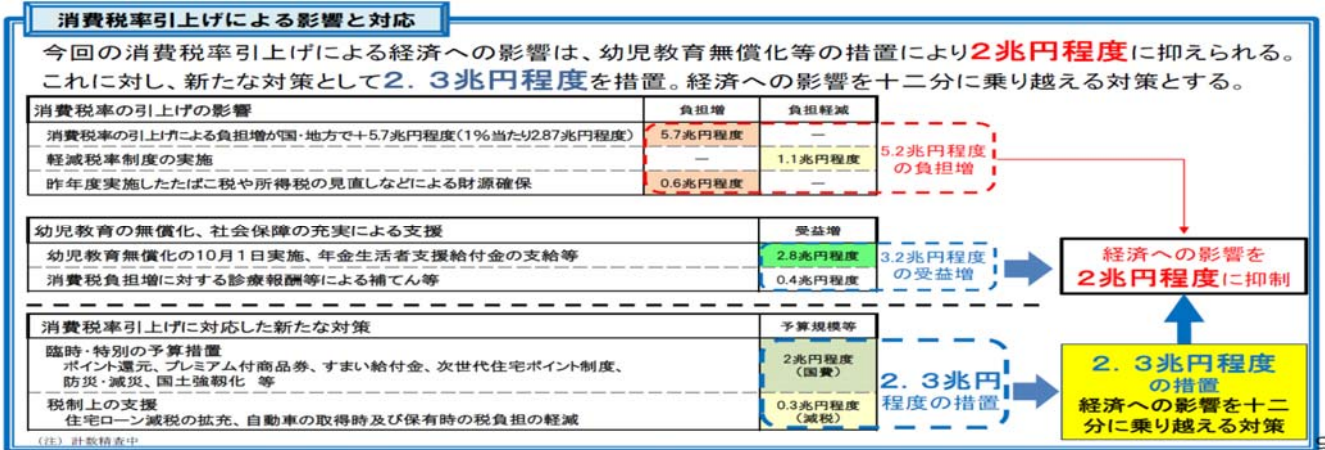 消費税率引上げによる影響と対応
今回の消費税率引上げによる経済への影響は、幼児教育無償化等の措置により2兆円程度に抑えられる。
これに対し、新たな対策として2.3兆円程度を措置。経済への影響を十二分に乗り越える対策とする。
消費税率の引上げの影響 負担増 負担軽減
消費税率の引上げによる負担増が国・地方で+5.7兆円程度(1%当たり2.87兆円程度) 5.7兆円程度 ―
軽減税率制度の実施 ― 1.1兆円程度
昨年度実施したたばこ税や所得税の見直しなどによる財源確保 0.6兆円程度 ―
5.2兆円程度
の負担増
幼児教育の無償化、社会保障の充実による支援 受益増
幼児教育無償化の10月1日実施、年金生活者支援給付金の支給等 2.8兆円程度
消費税負担増に対する診療報酬等による補てん等 0.4兆円程度
3.2兆円程度
の受益増
経済への影響を
2兆円程度に抑制
消費税率引上げに対応した新たな対策 予算規模等
臨時・特別の予算措置
ポイント還元、プレミアム付商品券、すまい給付金、次世代住宅ポイント制度、
防災・減災、国土強靱化 等
2兆円程度
(国費)
税制上の支援
住宅ローン減税の拡充、自動車の取得時及び保有時の税負担の軽減
0.3兆円程度
(減税)
2.3兆円
程度の措置
2.3兆円程度
の措置
経済への影響を十二
分に乗り越える対策
(注) 計数精査中
9